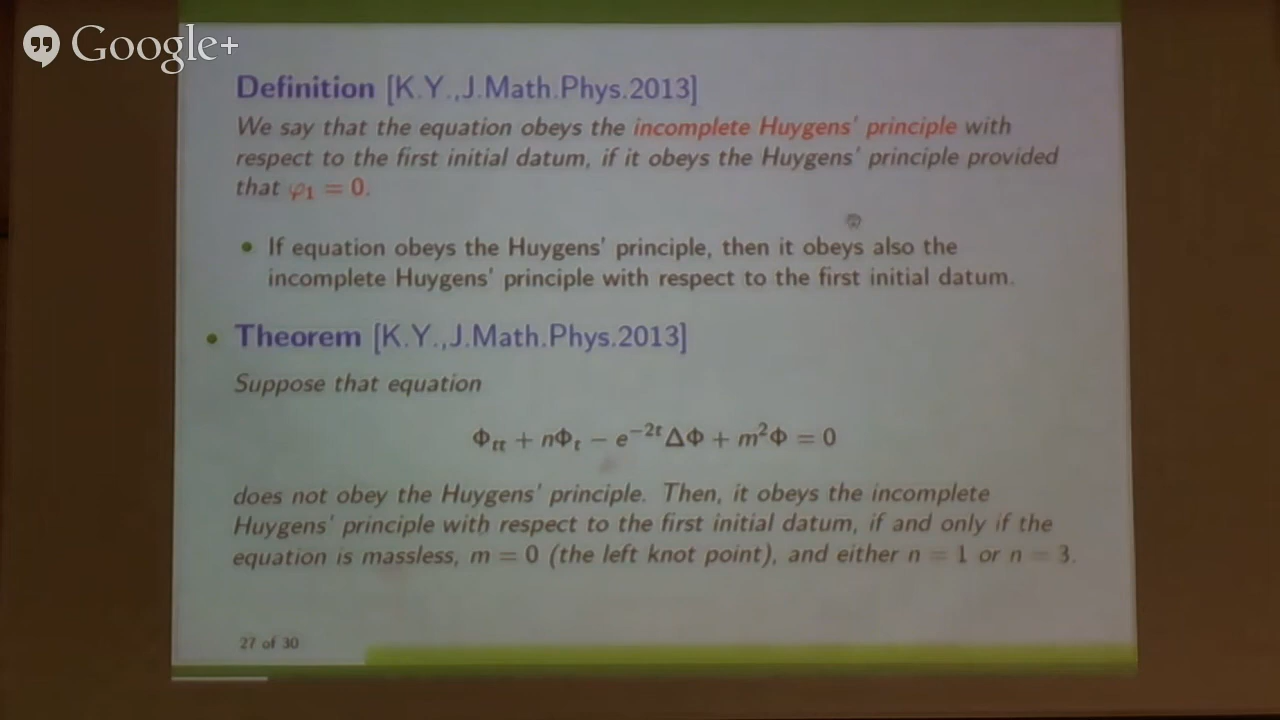 Google+
Definition [K.Y.,J.Math.Phys.2013]
We say that the equation obeys the incomplete Huygens' principle with
respect to the first initial datum, if it obeys the Huygens' principle provided
that φ₁ = 0.
• If equation obeys the Huygens' principle, then it obeys also the
incomplete Huygens' principle with respect to the first initial datum.
• Theorem [K.Y.,J.Math.Phys.2013]
Suppose that equation
Φₜₜ + nΦₜ − e⁻²ᵗΔΦ + m²Φ = 0
does not obey the Huygens' principle. Then, it obeys the incomplete
Huygens' principle with respect to the first initial datum, if and only if the
equation is massless, m = 0 (the left knot point), and either n = 1 or n = 3.
27 of 30